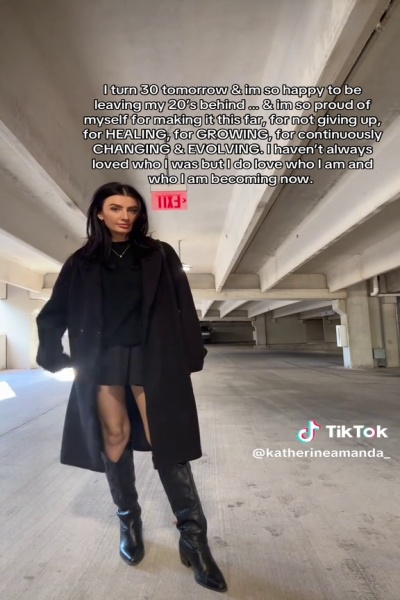 I turn 30 tomorrow & im so happy to be
leaving my 20's behind ... & im so proud of
myself for making it this far, for not giving up,
for HEALING, for GROWING, for continuously
CHANGING & EVOLVING. I haven't always
loved who I was but I do love who I am and
who I am becoming now.
EXIT
TikTok
@katherineamanda_